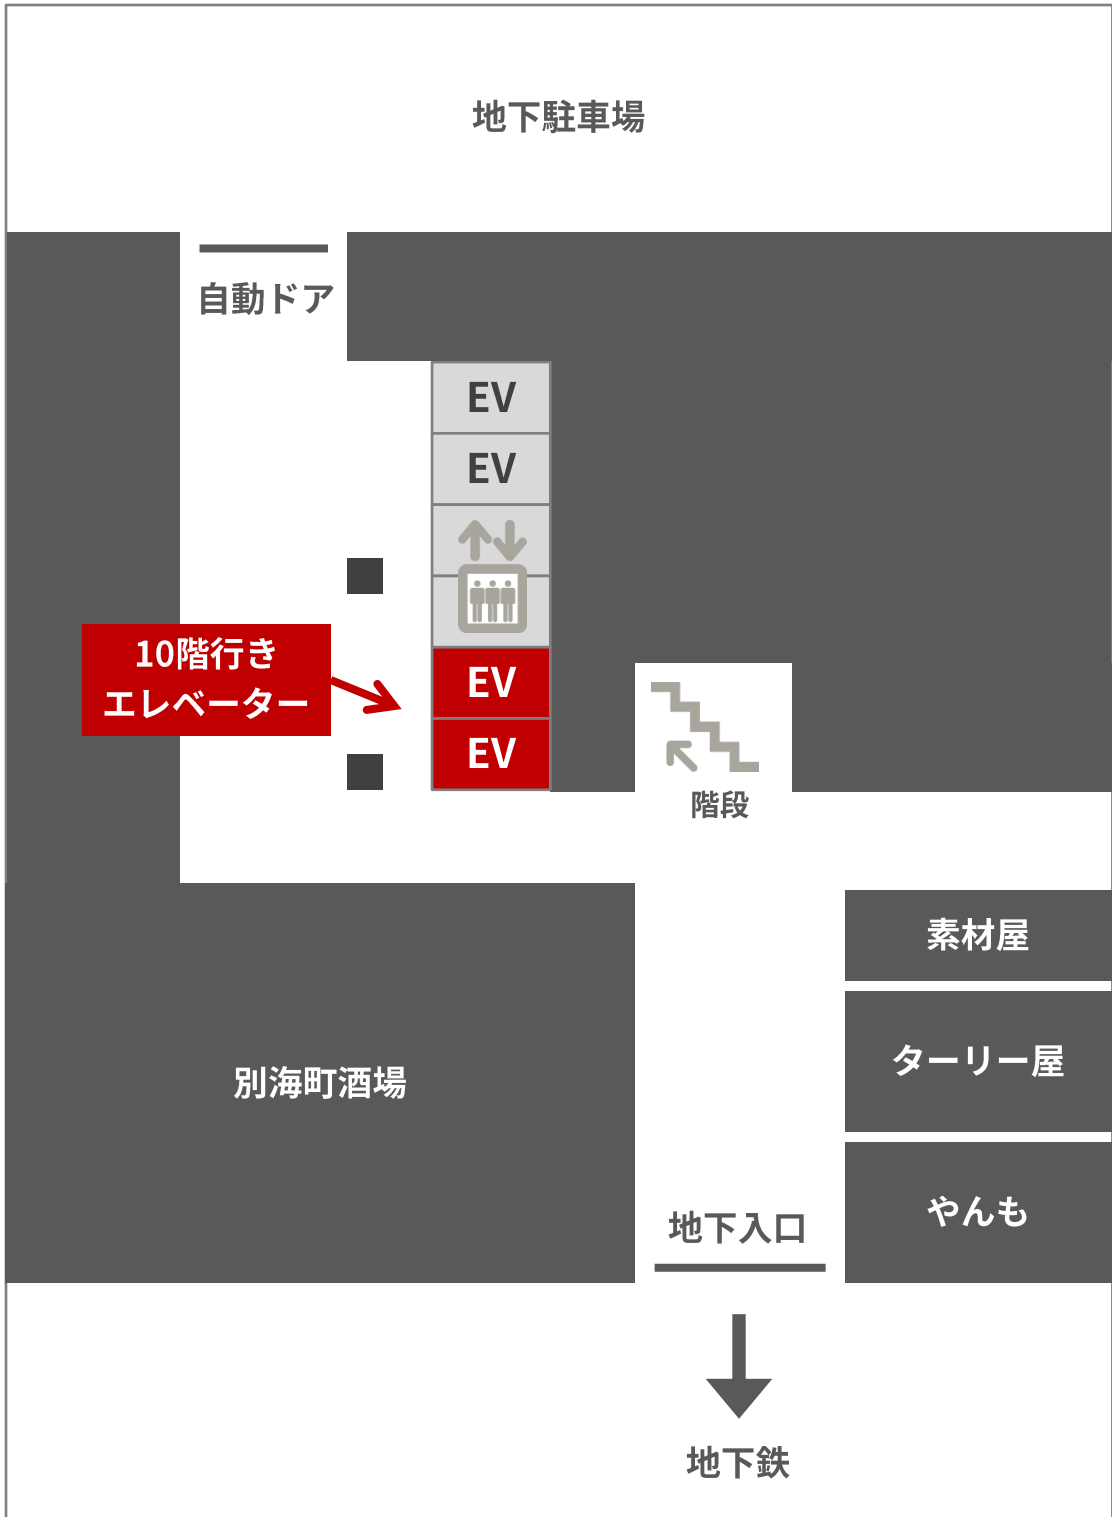 地下駐車場
自動ドア
EV
EV
10階行き
エレベーター
EV
EV
階段
素材屋
ターリー屋
別海町酒場
やんも
地下入口
地下鉄